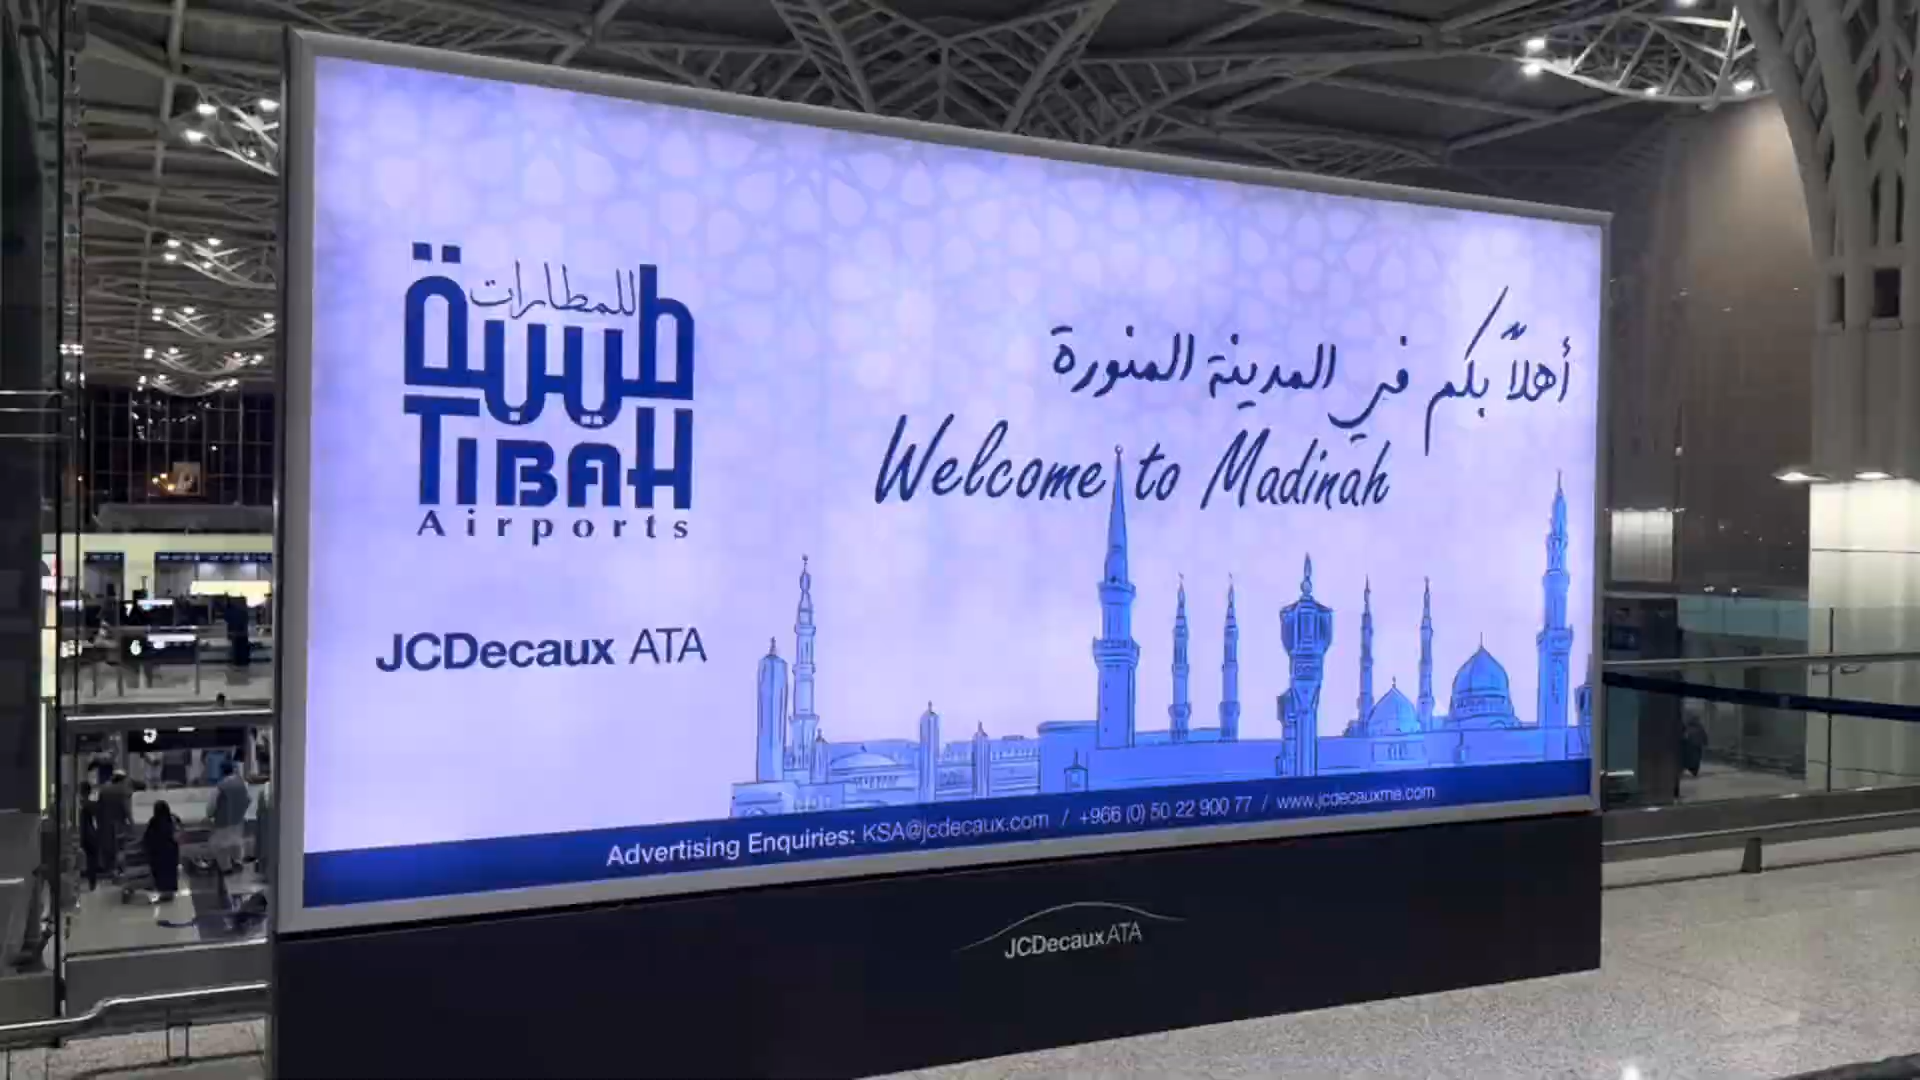 طيبة
للمطارات
TIBAH
Airports
JCDecaux ATA
أهلاً بكم في المدينة المنورة
Welcome to Madinah
Advertising Enquiries: KSA@jcdecaux.com / +966 (0) 50 22 900 77 / www.jcdecauxme.com
JCDecaux ATA